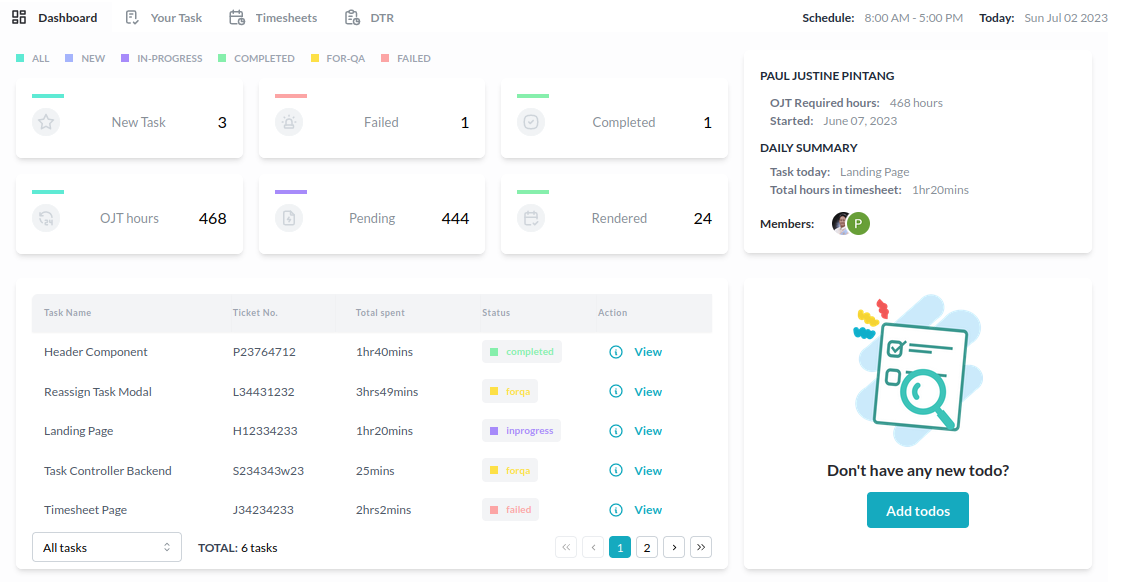 Dashboard Your Task Timesheets DTR Schedule: 8:00 AM - 5:00 PM Today: Sun Jul 02 2023
ALL NEW IN-PROGRESS COMPLETED FOR-QA FAILED
New Task 3 Failed 1 Completed 1
OJT hours 468 Pending 444 Rendered 24
PAUL JUSTINE PINTANG
OJT Required hours: 468 hours
Started: June 07, 2023
DAILY SUMMARY
Task today: Landing Page
Total hours in timesheet: 1hr20mins
Members: P
Task Name Ticket No. Total spent Status Action
Header Component P23764712 1hr40mins completed View
Reassign Task Modal L34431232 3hrs49mins forqa View
Landing Page H12334233 1hr20mins inprogress View
Task Controller Backend S234343w23 25mins forqa View
Timesheet Page J34234233 2hrs2mins failed View
All tasks TOTAL: 6 tasks « ‹ 1 2 › »
Don't have any new todo?
Add todos